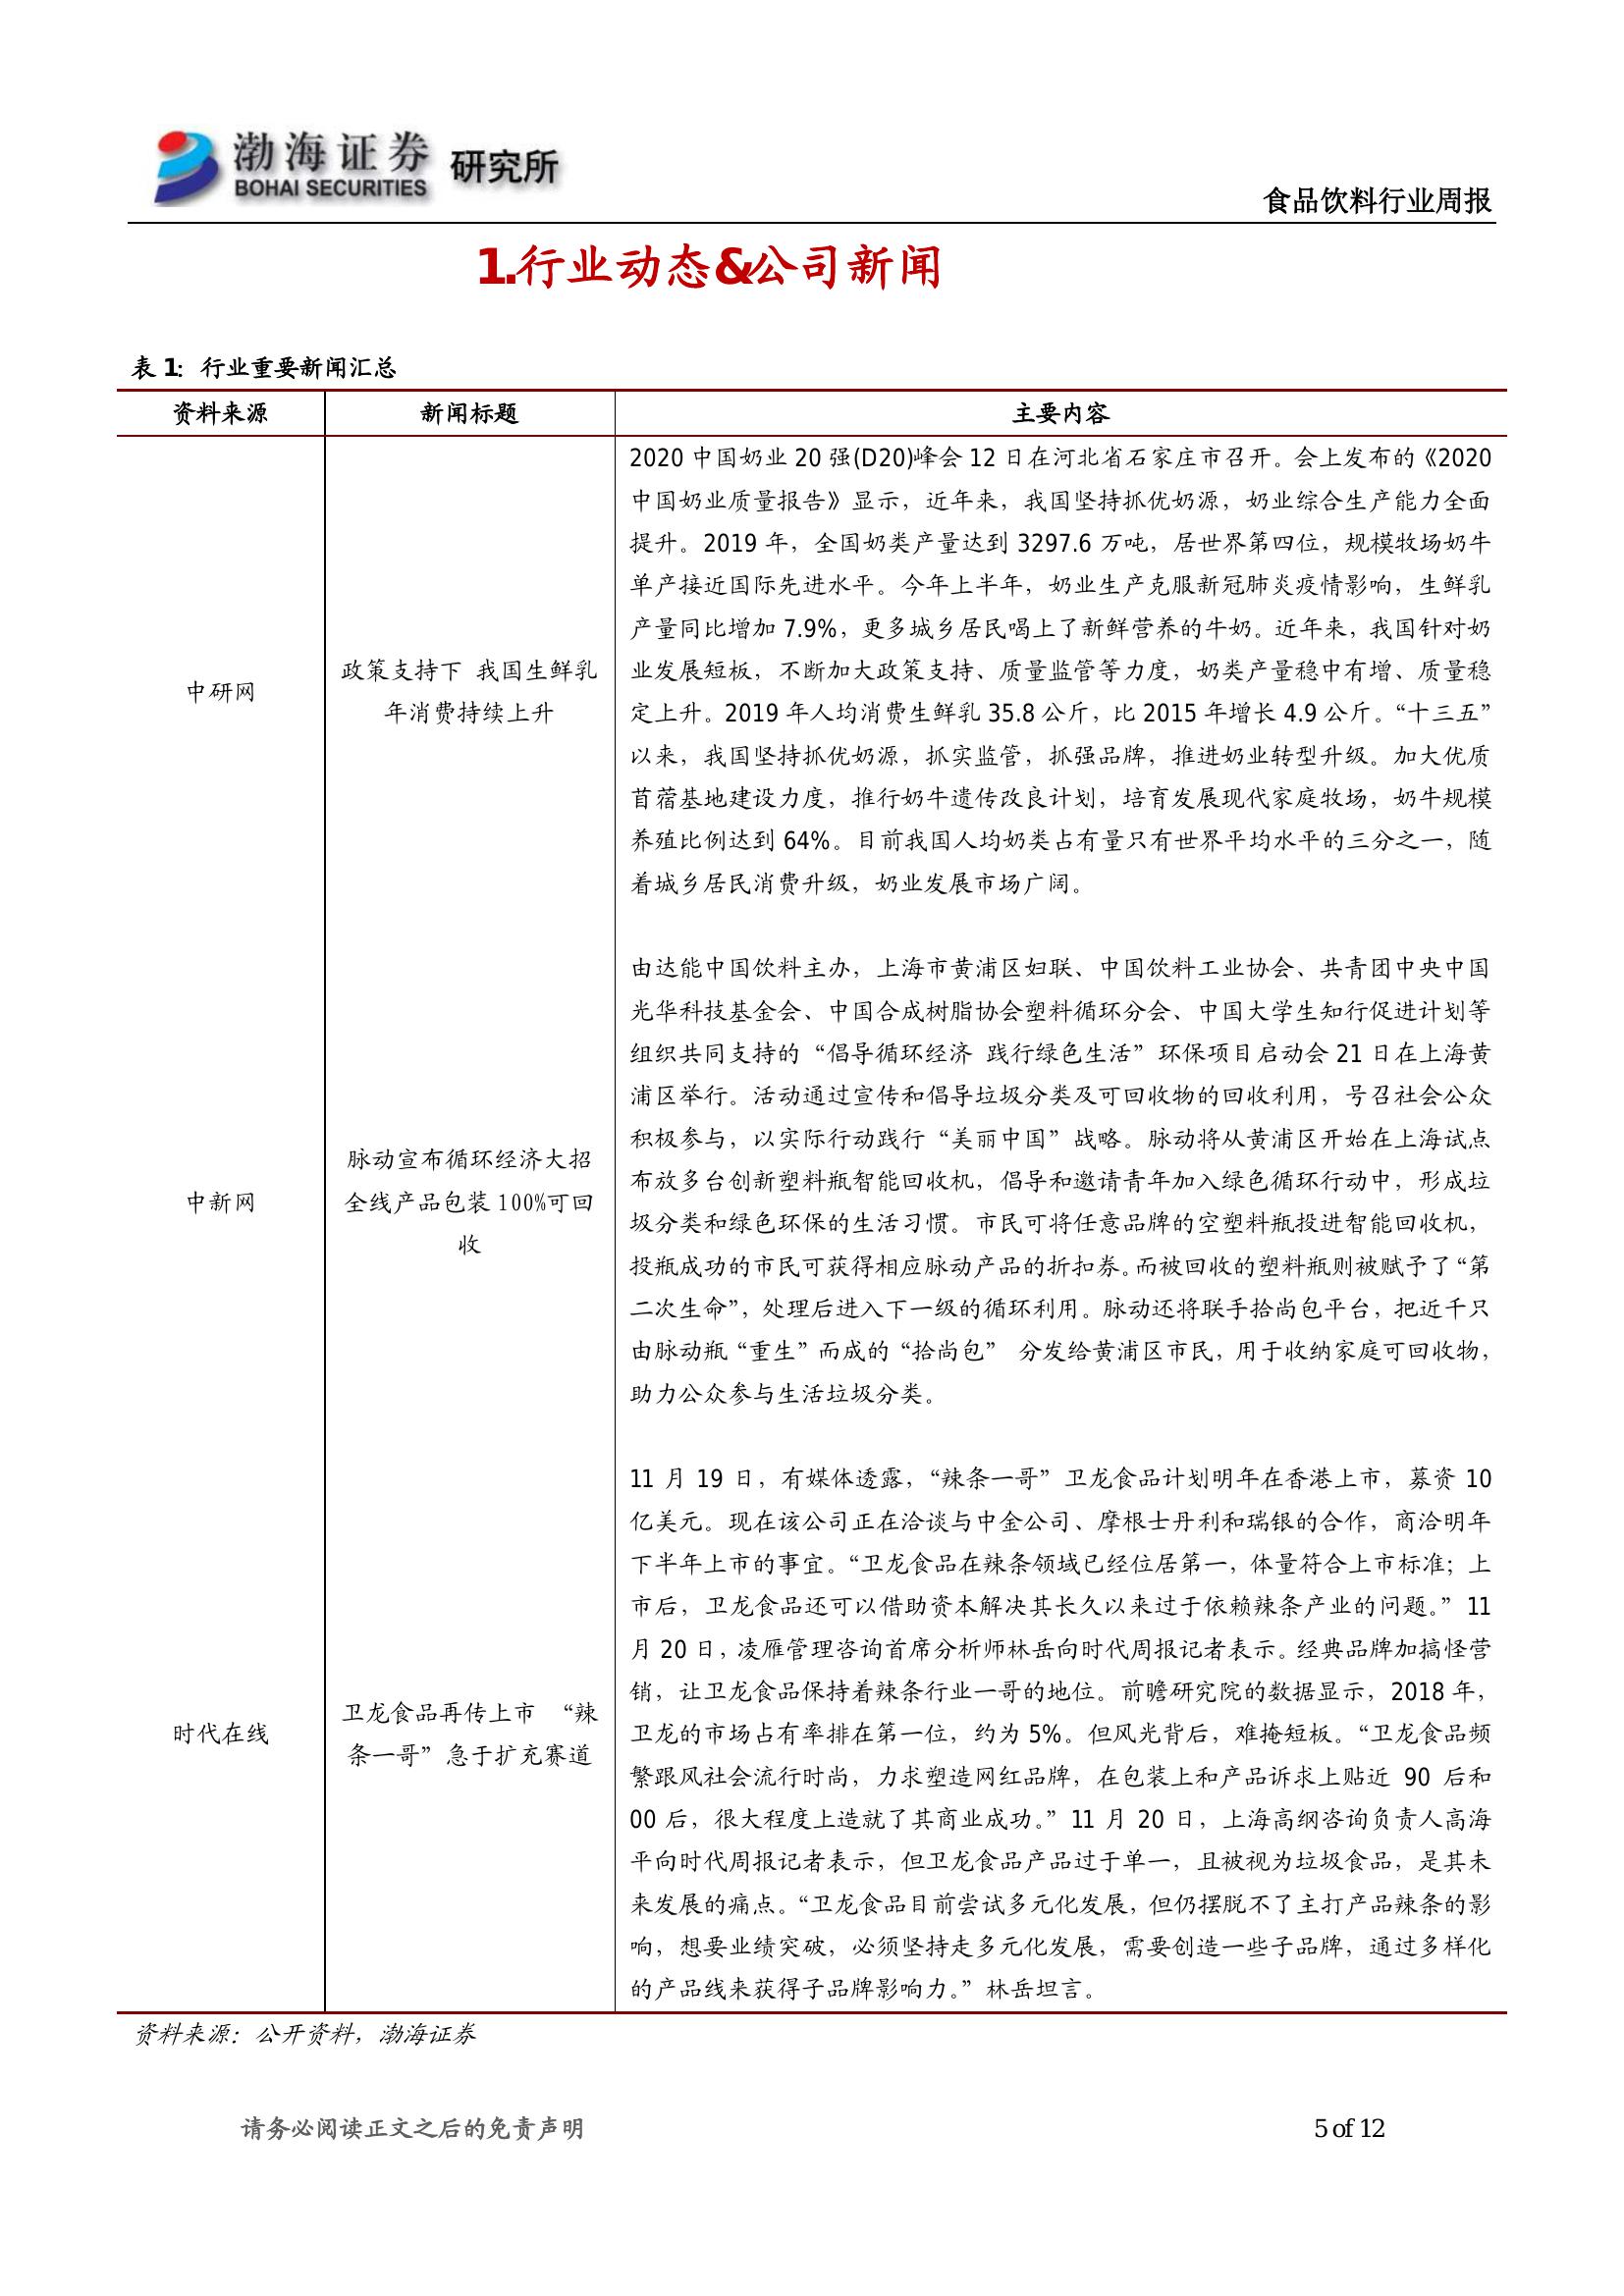 渤海证券 研究所
BOHAI SECURITIES
食品饮料行业周报
1.行业动态&公司新闻
表 1：行业重要新闻汇总
资料来源 新闻标题 主要内容
中研网
政策支持下 我国生鲜乳
年消费持续上升
2020 中国奶业 20 强(D20)峰会 12 日在河北省石家庄市召开。会上发布的《2020
中国奶业质量报告》显示，近年来，我国坚持抓优奶源，奶业综合生产能力全面
提升。2019 年，全国奶类产量达到 3297.6 万吨，居世界第四位，规模牧场奶牛
单产接近国际先进水平。今年上半年，奶业生产克服新冠肺炎疫情影响，生鲜乳
产量同比增加 7.9%，更多城乡居民喝上了新鲜营养的牛奶。近年来，我国针对奶
业发展短板，不断加大政策支持、质量监管等力度，奶类产量稳中有增、质量稳
定上升。2019 年人均消费生鲜乳 35.8 公斤，比 2015 年增长 4.9 公斤。“十三五”
以来，我国坚持抓优奶源，抓实监管，抓强品牌，推进奶业转型升级。加大优质
苜蓿基地建设力度，推行奶牛遗传改良计划，培育发展现代家庭牧场，奶牛规模
养殖比例达到 64%。目前我国人均奶类占有量只有世界平均水平的三分之一，随
着城乡居民消费升级，奶业发展市场广阔。
中新网
脉动宣布循环经济大招
全线产品包装 100%可回
收
由达能中国饮料主办，上海市黄浦区妇联、中国饮料工业协会、共青团中央中国
光华科技基金会、中国合成树脂协会塑料循环分会、中国大学生知行促进计划等
组织共同支持的“倡导循环经济 践行绿色生活”环保项目启动会 21 日在上海黄
浦区举行。活动通过宣传和倡导垃圾分类及可回收物的回收利用，号召社会公众
积极参与，以实际行动践行“美丽中国”战略。脉动将从黄浦区开始在上海试点
布放多台创新塑料瓶智能回收机，倡导和邀请青年加入绿色循环行动中，形成垃
圾分类和绿色环保的生活习惯。市民可将任意品牌的空塑料瓶投进智能回收机，
投瓶成功的市民可获得相应脉动产品的折扣券。而被回收的塑料瓶则被赋予了“第
二次生命”，处理后进入下一级的循环利用。脉动还将联手拾尚包平台，把近千只
由脉动瓶“重生”而成的“拾尚包” 分发给黄浦区市民，用于收纳家庭可回收物，
助力公众参与生活垃圾分类。
时代在线
卫龙食品再传上市 “辣
条一哥”急于扩充赛道
11 月 19 日，有媒体透露，“辣条一哥”卫龙食品计划明年在香港上市，募资 10
亿美元。现在该公司正在洽谈与中金公司、摩根士丹利和瑞银的合作，商洽明年
下半年上市的事宜。“卫龙食品在辣条领域已经位居第一，体量符合上市标准；上
市后，卫龙食品还可以借助资本解决其长久以来过于依赖辣条产业的问题。” 11
月 20 日，凌雁管理咨询首席分析师林岳向时代周报记者表示。经典品牌加搞怪营
销，让卫龙食品保持着辣条行业一哥的地位。前瞻研究院的数据显示，2018 年，
卫龙的市场占有率排在第一位，约为 5%。但风光背后，难掩短板。“卫龙食品频
繁跟风社会流行时尚，力求塑造网红品牌，在包装上和产品诉求上贴近 90 后和
00 后，很大程度上造就了其商业成功。” 11 月 20 日，上海高纲咨询负责人高海
平向时代周报记者表示，但卫龙食品产品过于单一，且被视为垃圾食品，是其未
来发展的痛点。“卫龙食品目前尝试多元化发展，但仍摆脱不了主打产品辣条的影
响，想要业绩突破，必须坚持走多元化发展，需要创造一些子品牌，通过多样化
的产品线来获得子品牌影响力。” 林岳坦言。
资料来源：公开资料，渤海证券
请务必阅读正文之后的免责声明 5 of 12